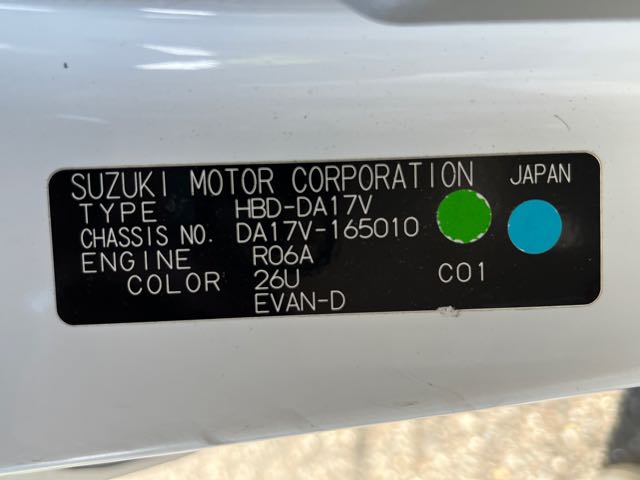 SUZUKI MOTOR CORPORATION JAPAN
TYPE HBD-DA17V
CHASSIS NO. DA17V-165010
ENGINE R06A
COLOR 26U C01
EVAN-D